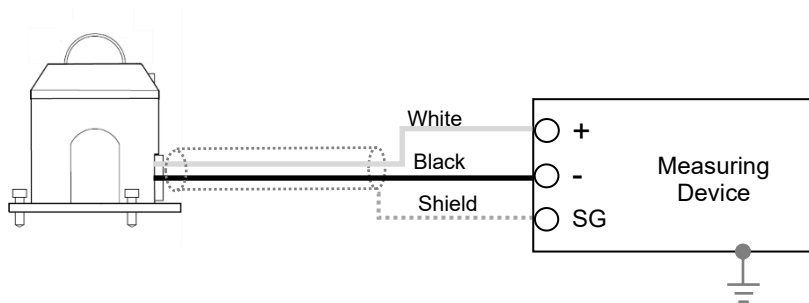 White
+
Black
-
Measuring
Device
Shield
SG